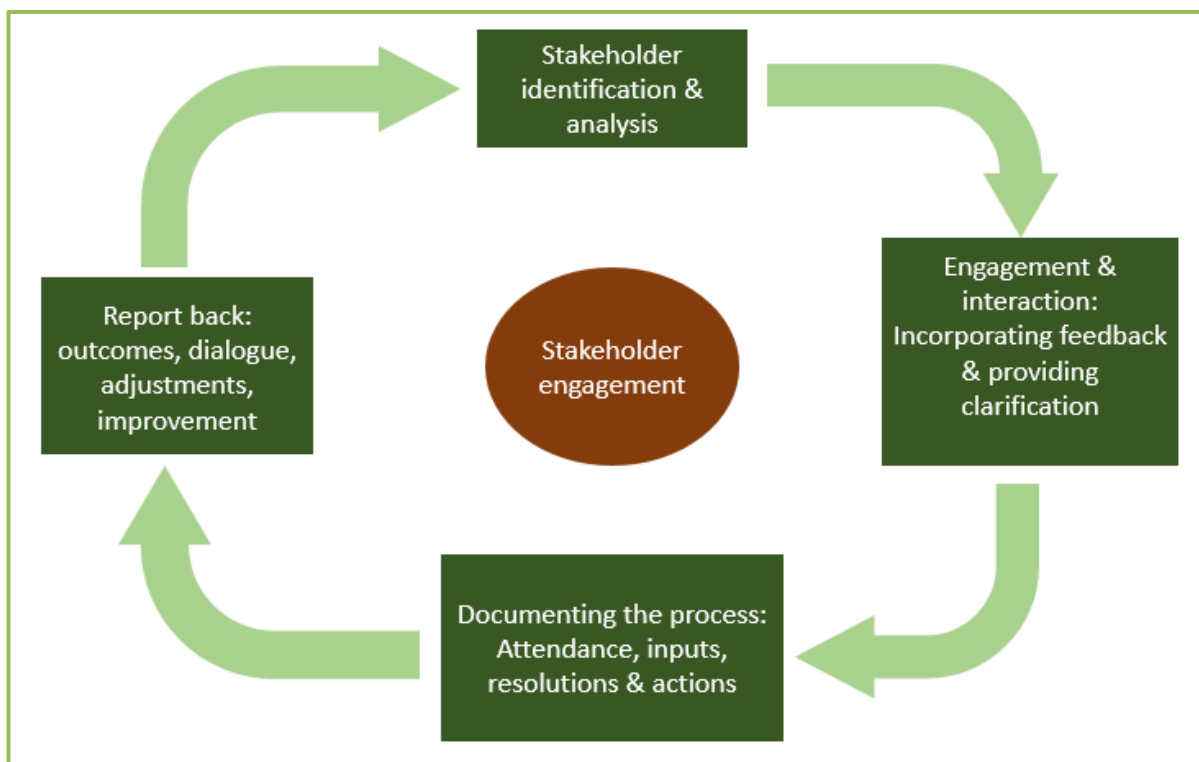 Stakeholder
identification &
analysis
Engagement &
interaction:
Incorporating feedback
& providing
clarification
Documenting the process:
Attendance, inputs,
resolutions & actions
Report back:
outcomes, dialogue,
adjustments,
improvement
Stakeholder
engagement